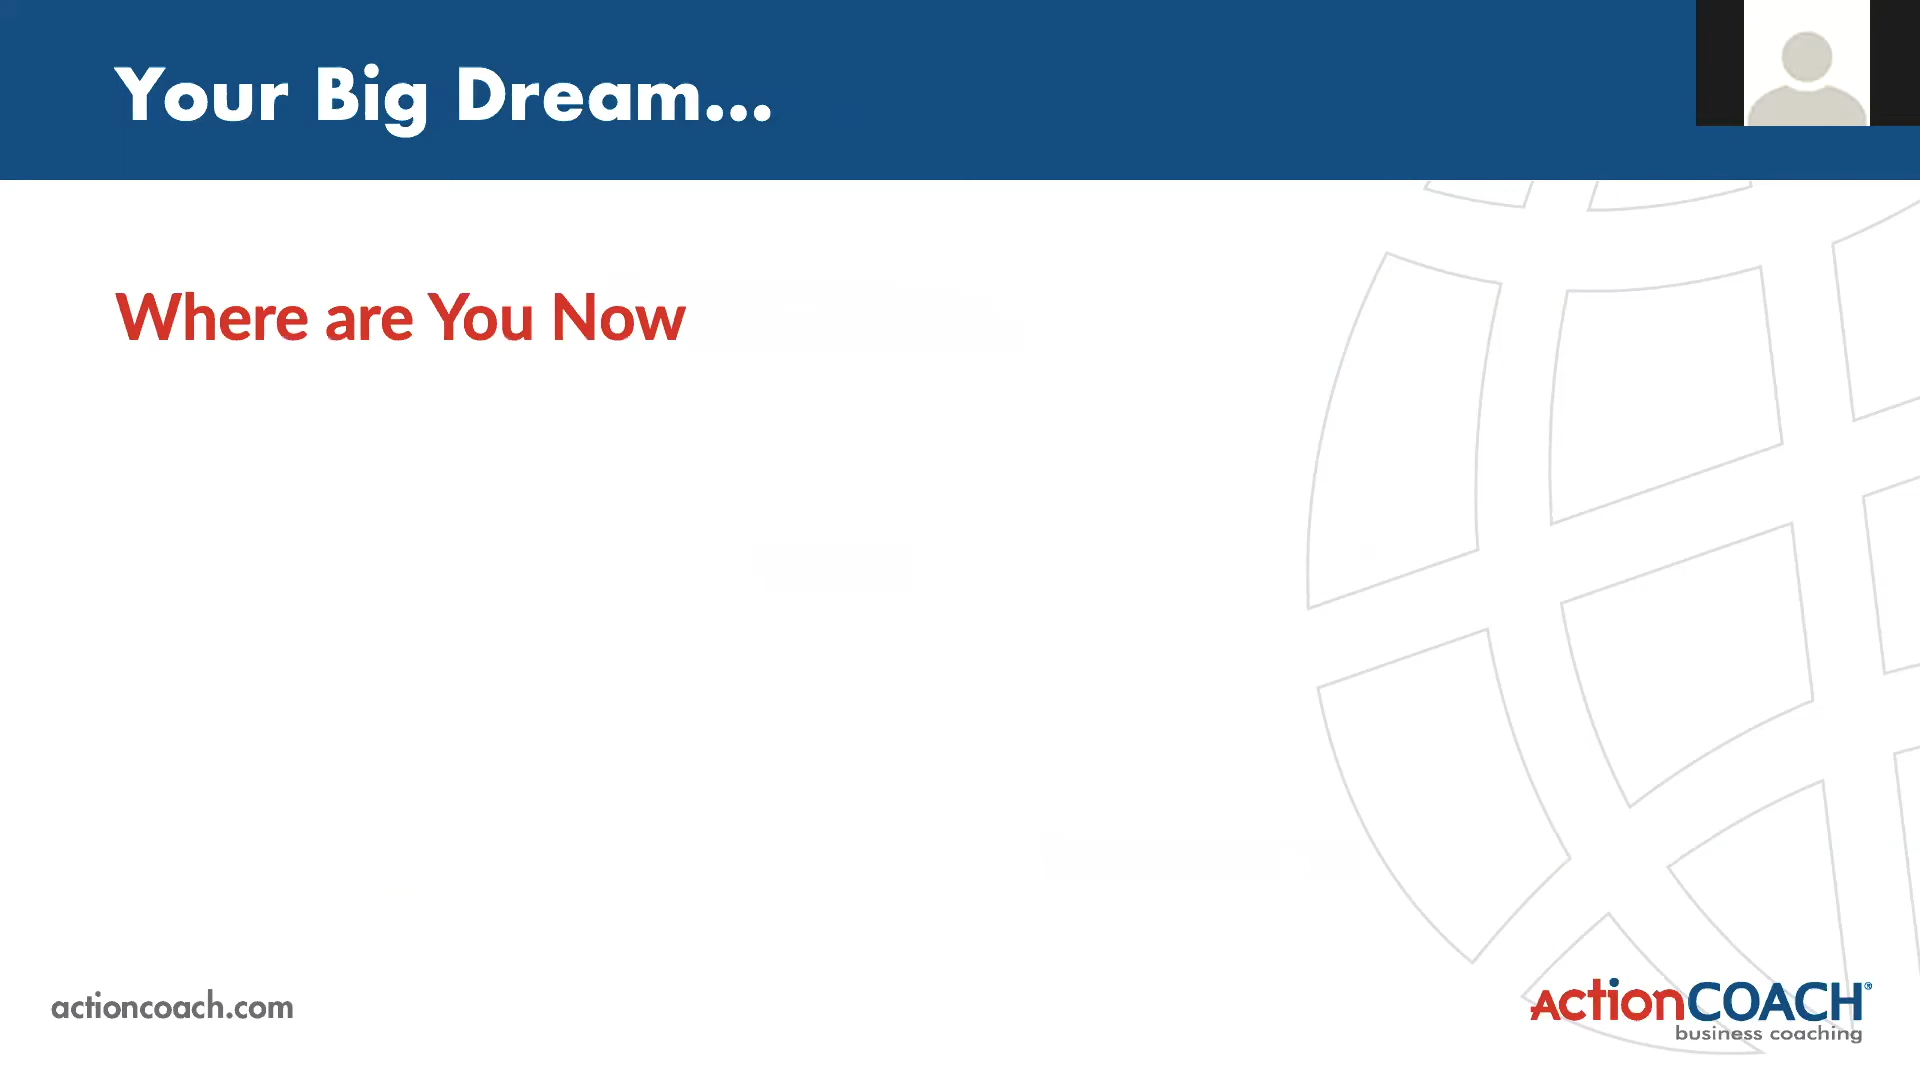 Your Big Dream...
Where are You Now
actioncoach.com
ActionCOACH®
business coaching